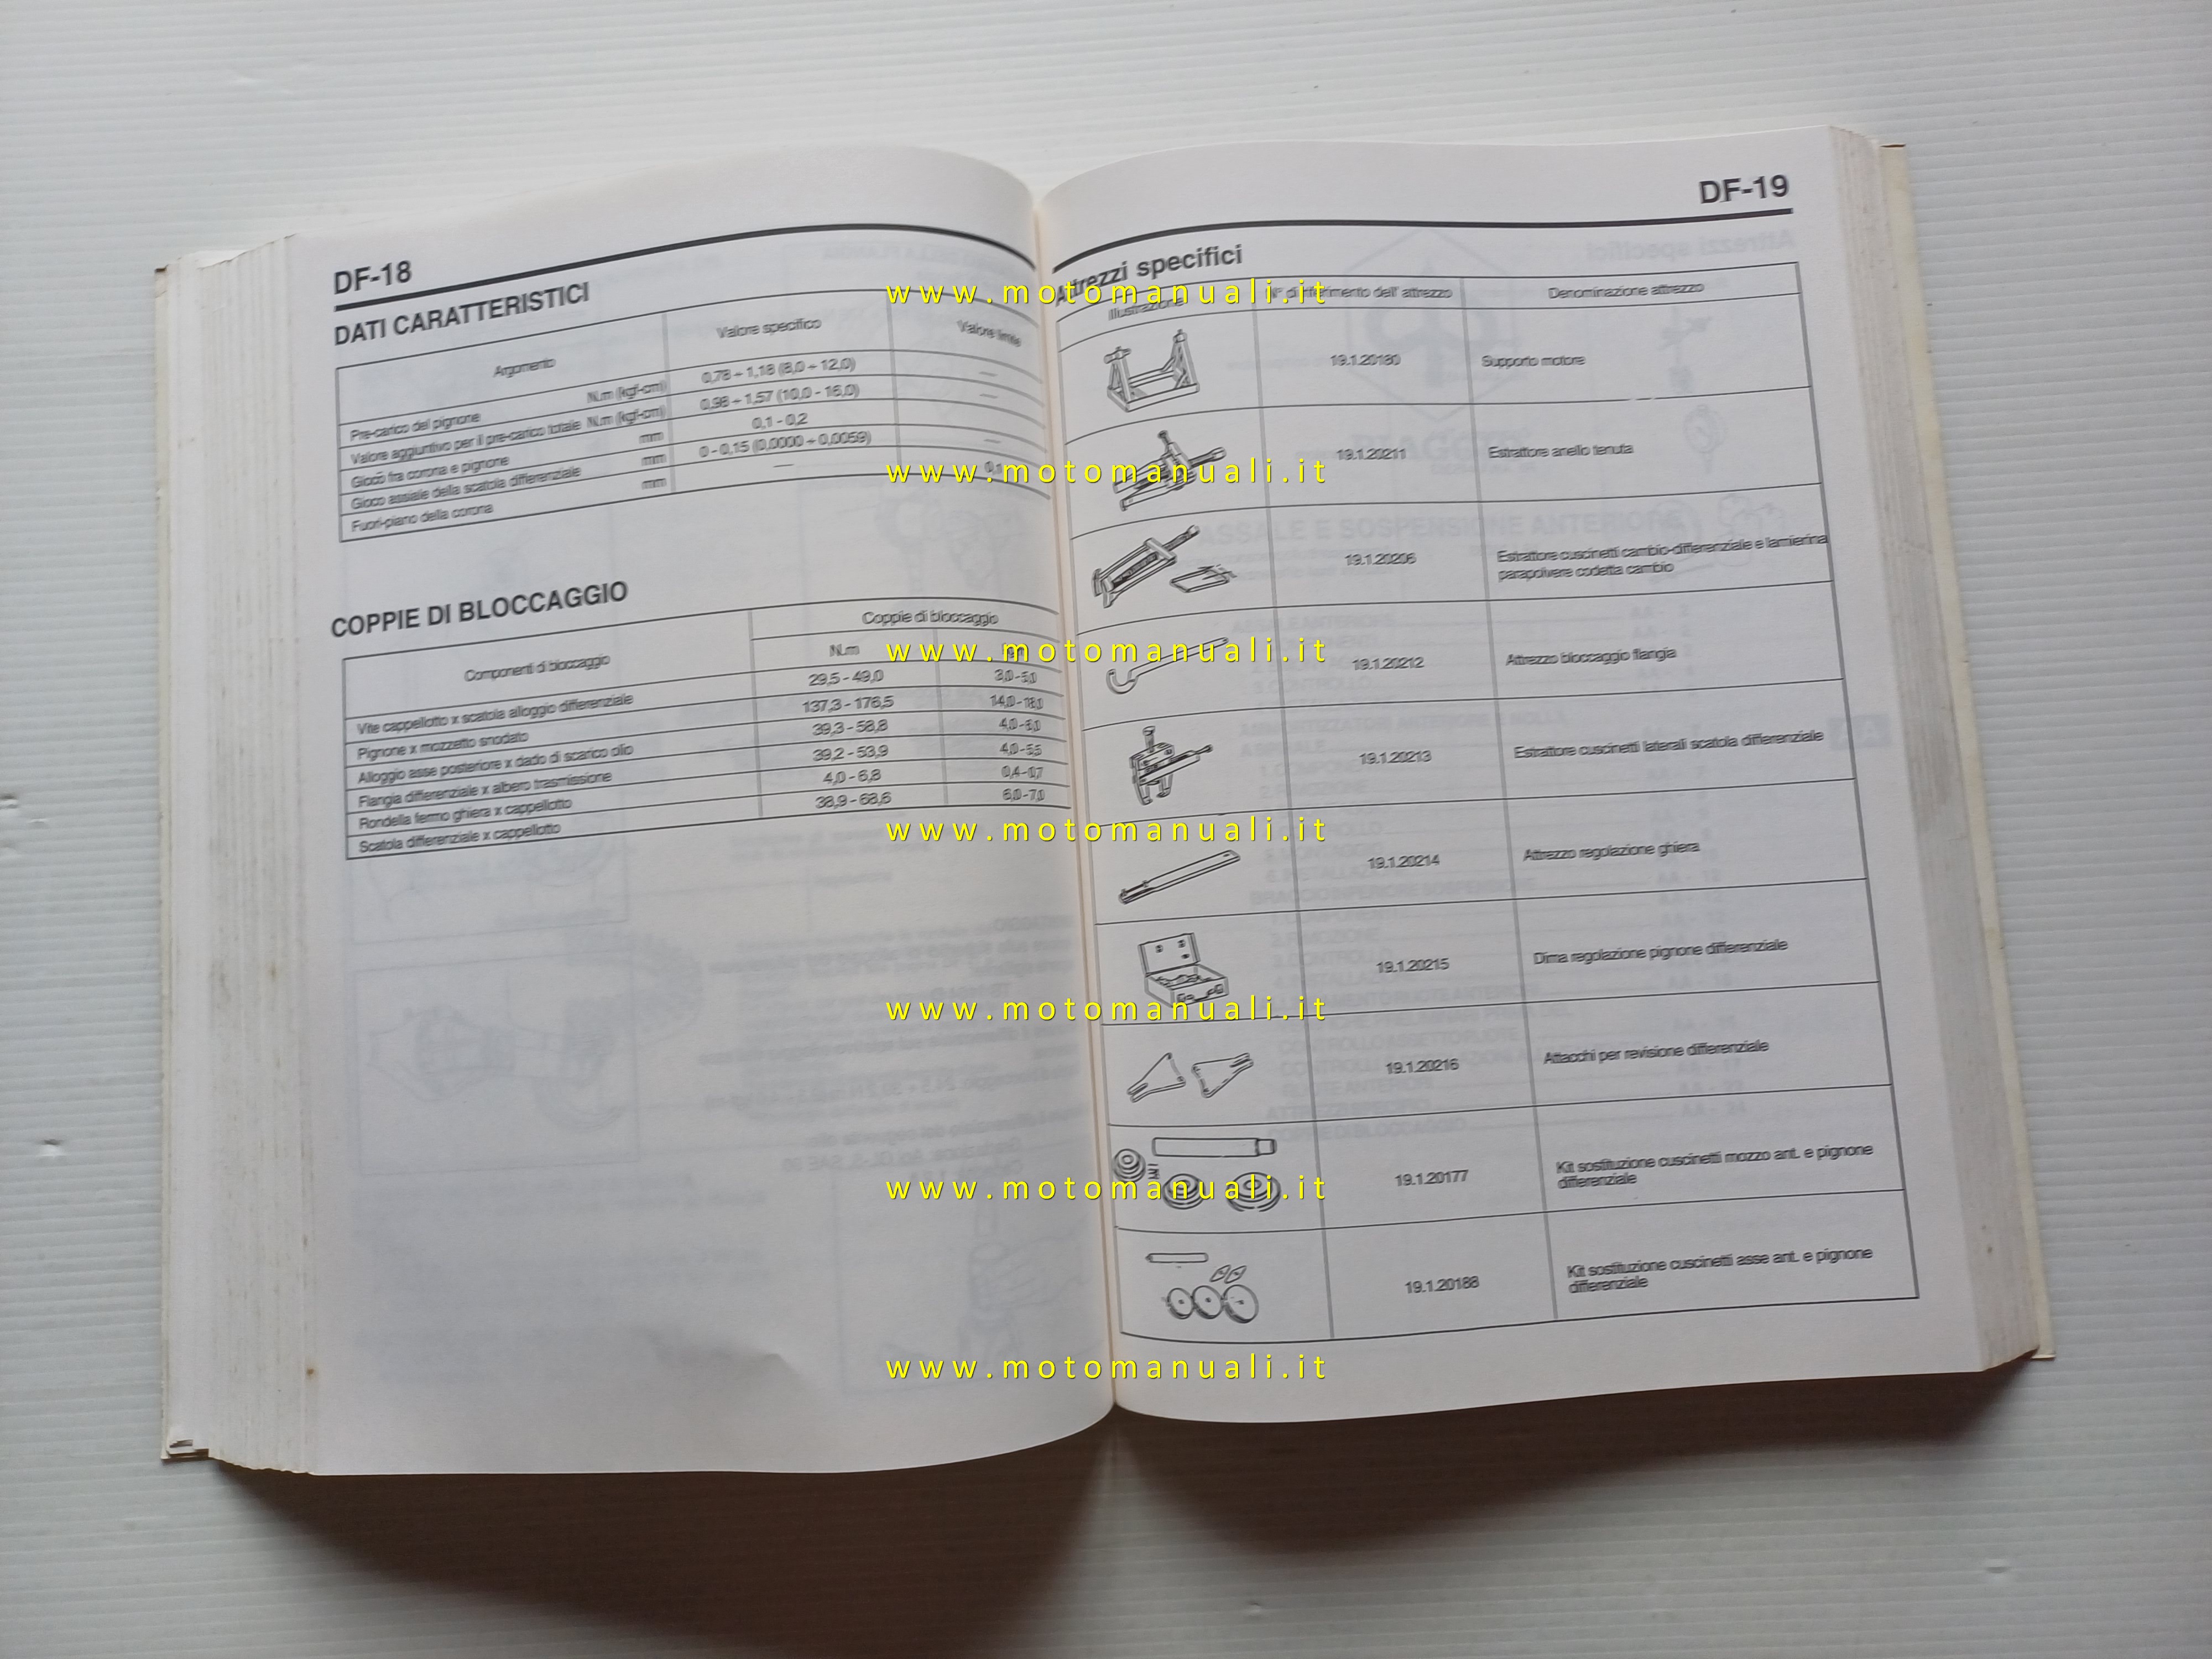 DF-18
DATI CARATTERISTICI
Argomento Valore specifico Valore limite
Pre-carico del pignone N.m (kgf-cm) 0,78 ÷ 1,18 (8,0 ÷ 12,0) —
Valore aggiuntivo per il pre-carico totale N.m (kgf-cm) 0,98 ÷ 1,57 (10,0 - 16,0) —
Gioco fra corona e pignone mm 0,1 - 0,2
Gioco assiale della scatola differenziale mm 0 - 0,15 (0,0000 ÷ 0,0059) —
Fuori-piano della corona mm — 0,1
COPPIE DI BLOCCAGGIO
Componenti di bloccaggio Coppie di bloccaggio
N.m
Vite cappellotto x scatola alloggio differenziale 29,5 - 49,0 3,0 - 5,0
Pignone x mozzetto snodato 137,3 - 176,5 14,0 - 18,0
Alloggio asse posteriore x dado di scarico olio 39,3 - 58,8 4,0 - 6,0
Flangia differenziale x albero trasmissione 39,2 - 53,9 4,0 - 5,5
Rondella fermo ghiera x cappellotto 4,0 - 6,8 0,4 - 0,7
Scatola differenziale x cappellotto 38,9 - 68,6 6,0 - 7,0
DF-19
Attrezzi specifici
Illustrazione N° di riferimento dell' attrezzo Denominazione attrezzo
19.1.20180 Supporto motore
19.1.20211 Estrattore anello tenuta
19.1.20206 Estrattore cuscinetti cambio-differenziale e lamierina
parapolvere codetta cambio
19.1.20212 Attrezzo bloccaggio flangia
19.1.20213 Estrattore cuscinetti laterali scatola differenziale
19.1.20214 Attrezzo regolazione ghiera
19.1.20215 Dima regolazione pignone differenziale
19.1.20216 Attacchi per revisione differenziale
19.1.20177 Kit sostituzione cuscinetti mozzo ant. e pignone
differenziale
19.1.20188 Kit sostituzione cuscinetti asse ant. e pignone
differenziale
www.motomanuali.it
www.motomanuali.it
www.motomanuali.it
www.motomanuali.it
www.motomanuali.it
www.motomanuali.it
www.motomanuali.it